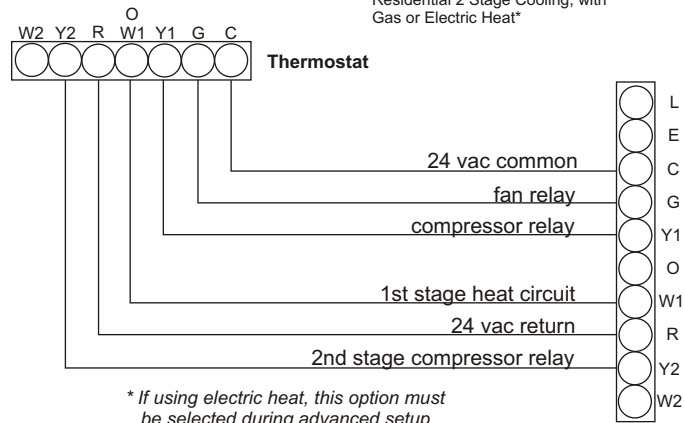 Residential 2 Stage Cooling, with
Gas or Electric Heat*
O
W2 Y2 R W1 Y1 G C
Thermostat
L
E
24 vac common C
fan relay G
compressor relay Y1
O
1st stage heat circuit W1
24 vac return R
2nd stage compressor relay Y2
W2
* If using electric heat, this option must
be selected during advanced setup